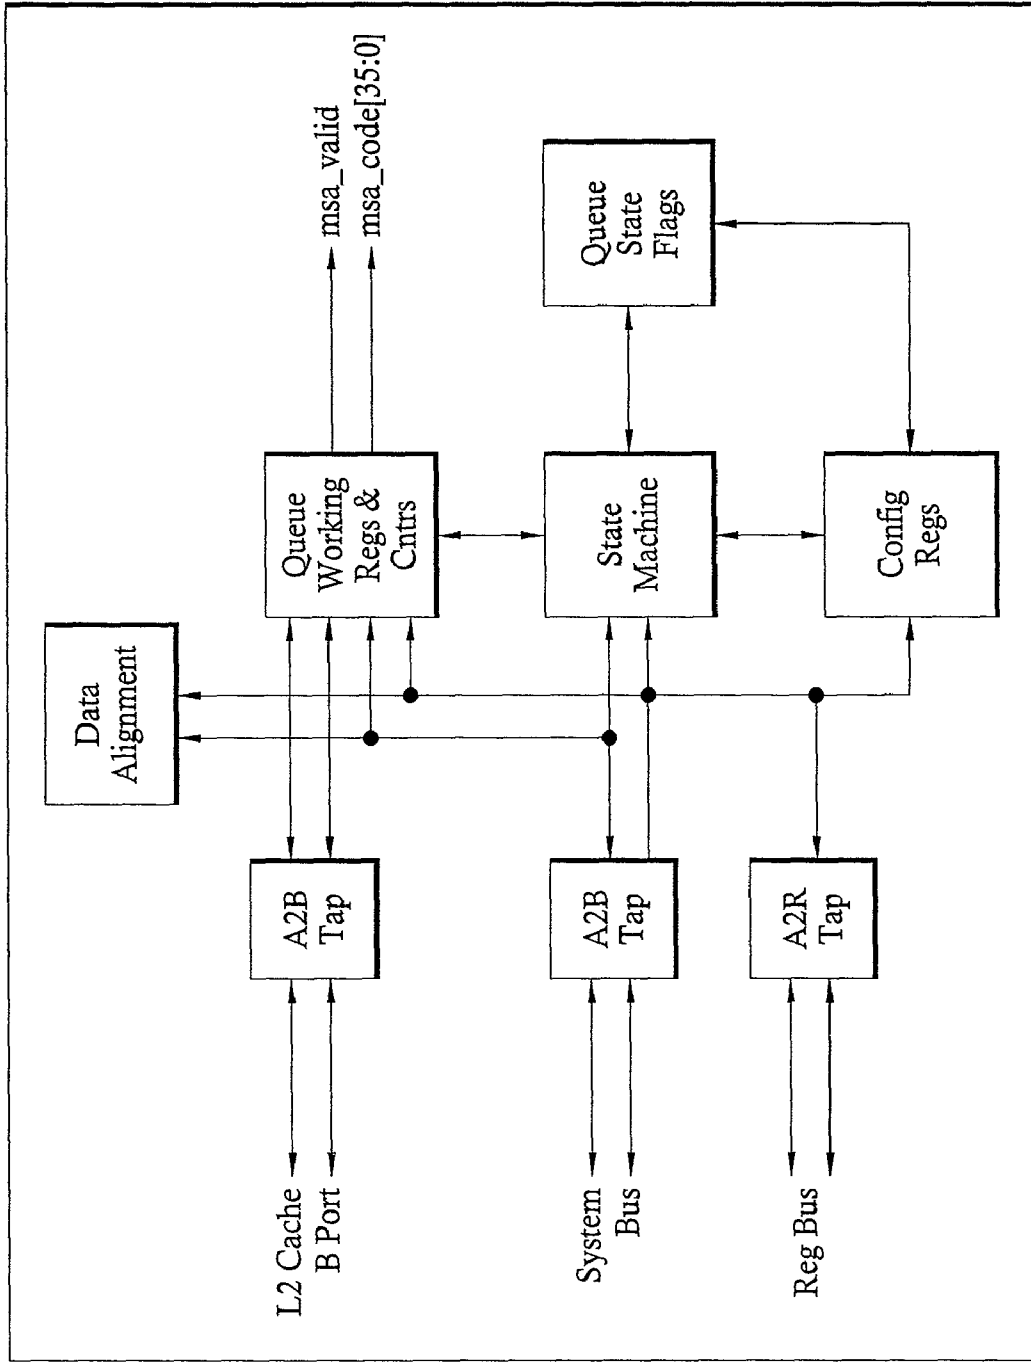 Data
Alignment
L2 Cache
B Port
A2B
Tap
Queue
Working
Regs &
Cntrs
msa_valid
msa_code[35:0]
System
Bus
A2B
Tap
State
Machine
Queue
State
Flags
Reg Bus
A2R
Tap
Config
Regs